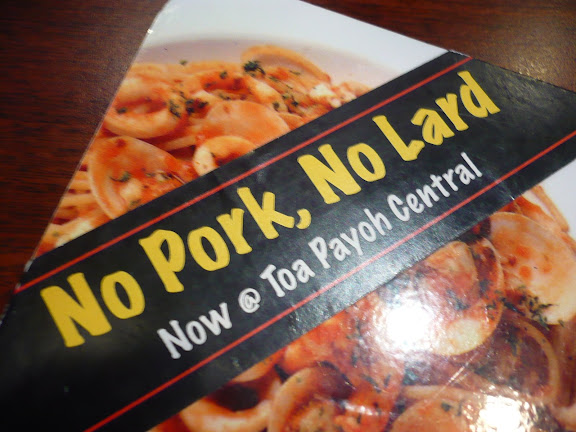 No Pork, No Lard
Now @ Toa Payoh Central